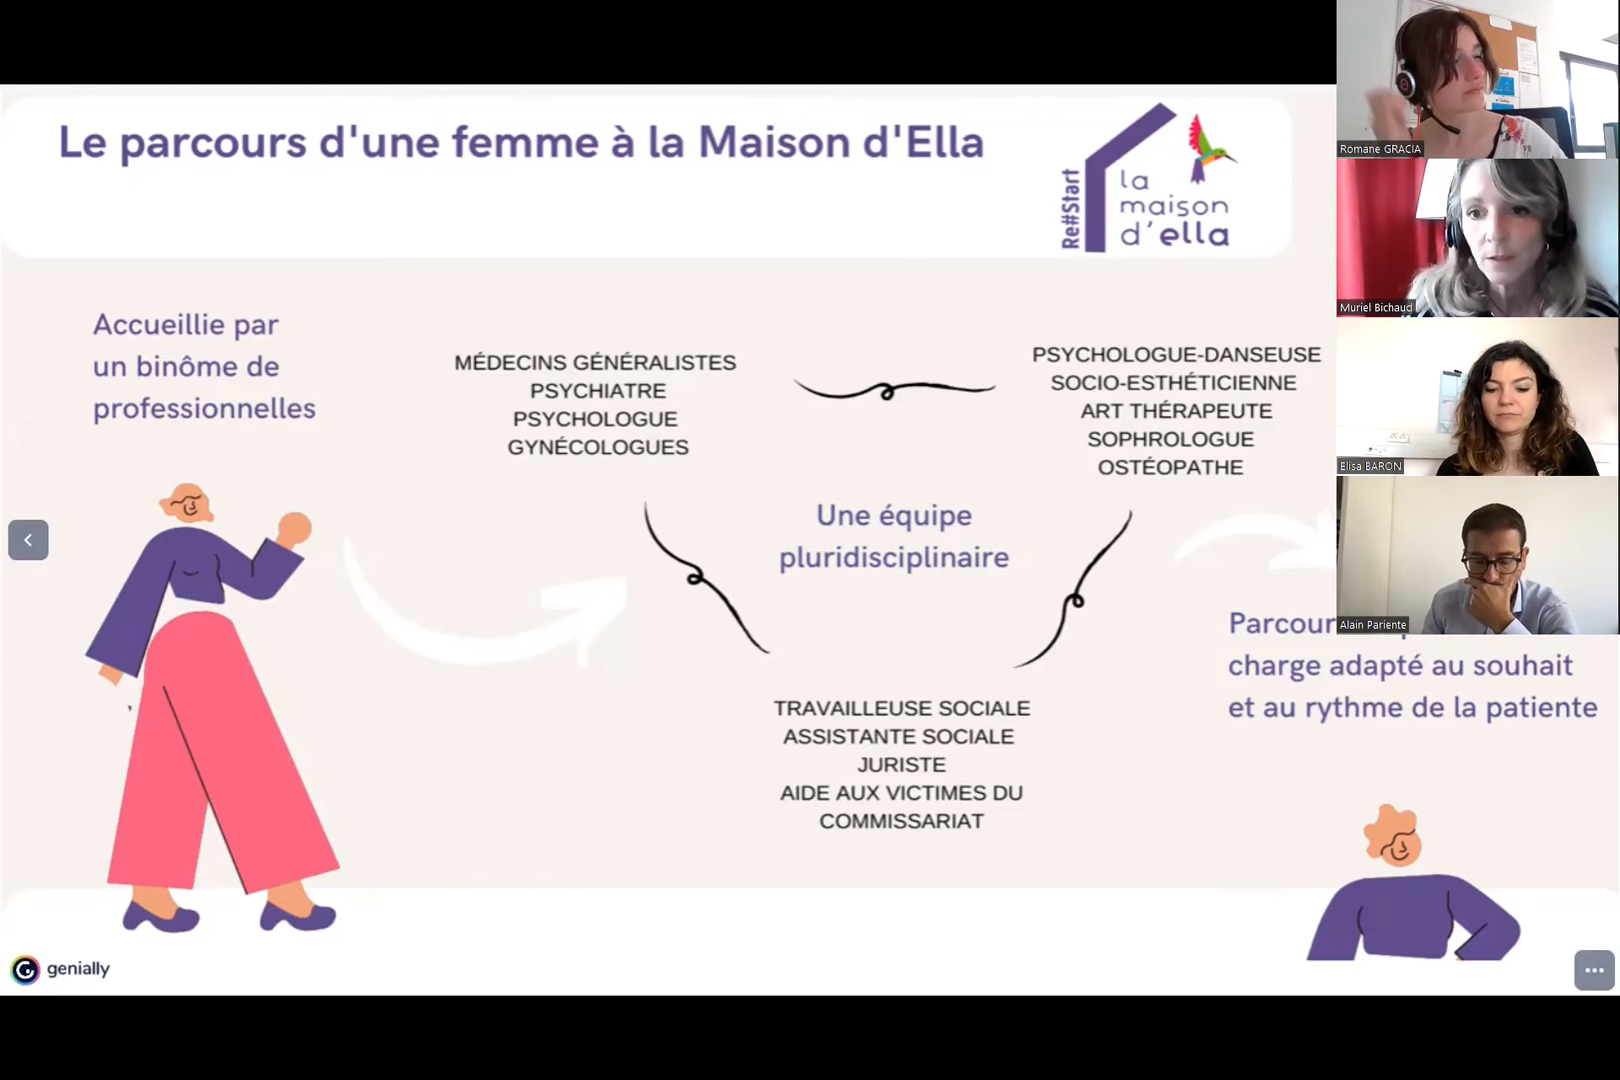 Le parcours d'une femme à la Maison d'Ella
Re#Start
la
maison
d'ella
Accueillie par
un binôme de
professionnelles
MÉDECINS GÉNÉRALISTES
PSYCHIATRE
PSYCHOLOGUE
GYNÉCOLOGUES
PSYCHOLOGUE-DANSEUSE
SOCIO-ESTHÉTICIENNE
ART THÉRAPEUTE
SOPHROLOGUE
OSTÉOPATHE
Une équipe
pluridisciplinaire
TRAVAILLEUSE SOCIALE
ASSISTANTE SOCIALE
JURISTE
AIDE AUX VICTIMES DU
COMMISSARIAT
charge adapté au souhait
et au rythme de la patiente
genially
Romane GRACIA
Muriel Bichaud
Elisa BARON
Alain Pariente